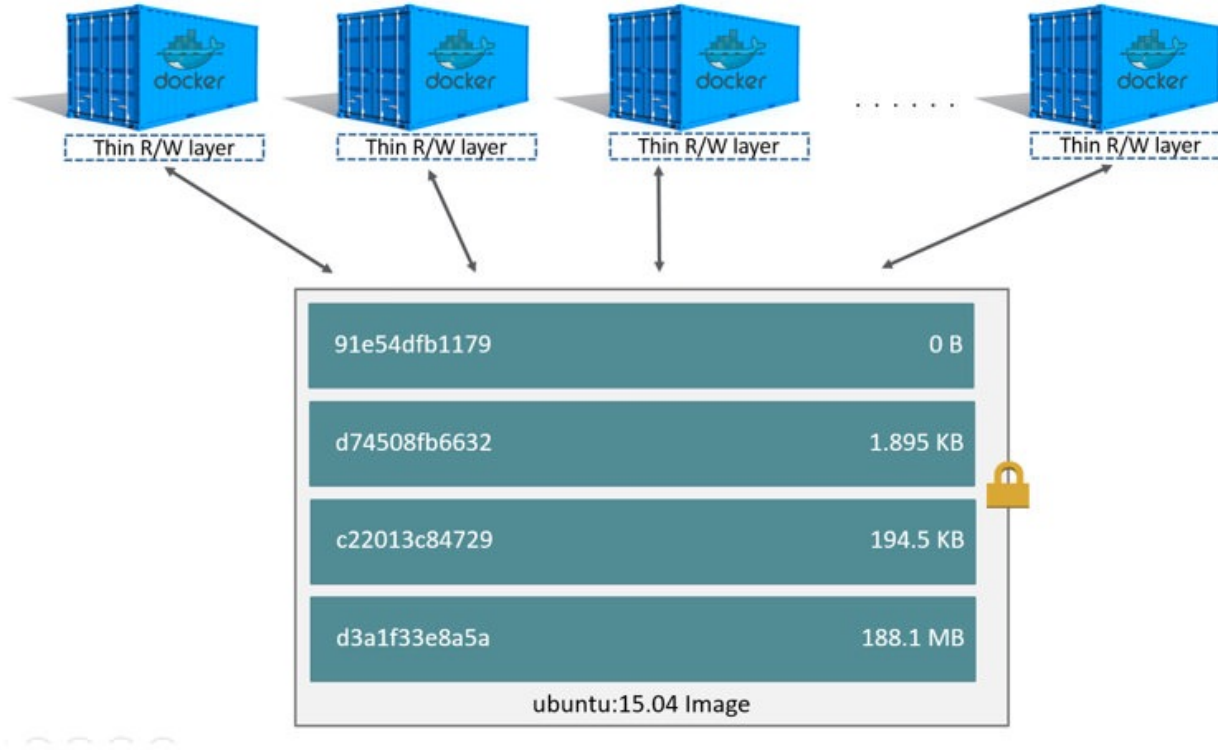 docker
docker
docker
docker
. . . . . .
Thin R/W layer
Thin R/W layer
Thin R/W layer
Thin R/W layer
91e54dfb1179 0 B
d74508fb6632 1.895 KB
c22013c84729 194.5 KB
d3a1f33e8a5a 188.1 MB
ubuntu:15.04 Image